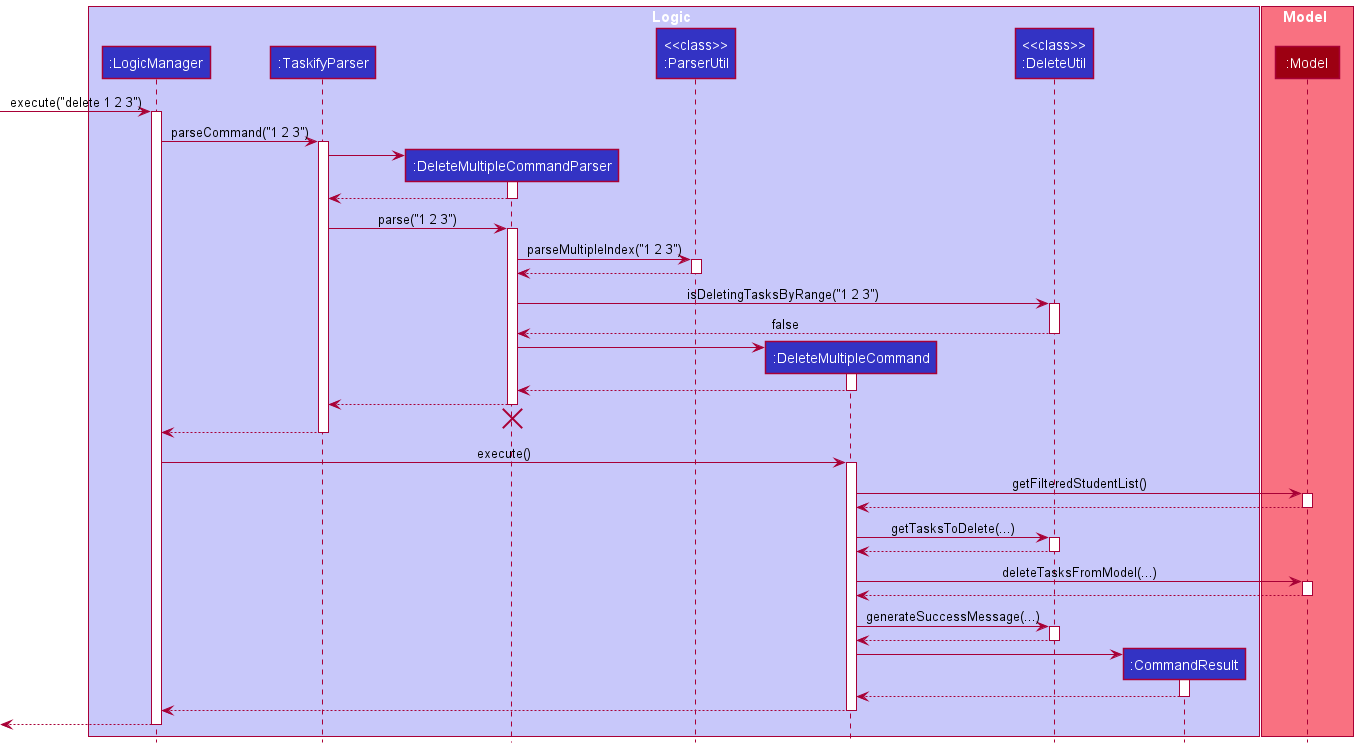 Logic
Model
<<class>>
:ParserUtil
<<class>>
:DeleteUtil
:LogicManager
:TaskifyParser
:Model
execute("delete 1 2 3")
parseCommand("1 2 3")
:DeleteMultipleCommandParser
parse("1 2 3")
parseMultipleIndex("1 2 3")
isDeletingTasksByRange("1 2 3")
false
:DeleteMultipleCommand
execute()
getFilteredStudentList()
getTasksToDelete(...)
deleteTasksFromModel(...)
generateSuccessMessage(...)
:CommandResult